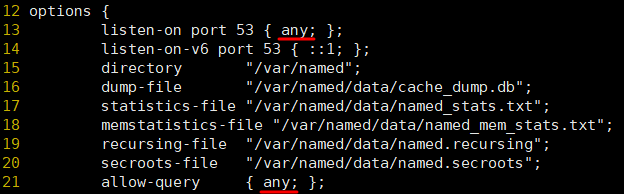 12 options {
13         listen-on port 53 { any; };
14         listen-on-v6 port 53 { ::1; };
15         directory       "/var/named";
16         dump-file       "/var/named/data/cache_dump.db";
17         statistics-file "/var/named/data/named_stats.txt";
18         memstatistics-file "/var/named/data/named_mem_stats.txt";
19         recursing-file  "/var/named/data/named.recursing";
20         secroots-file   "/var/named/data/named.secroots";
21         allow-query     { any; };